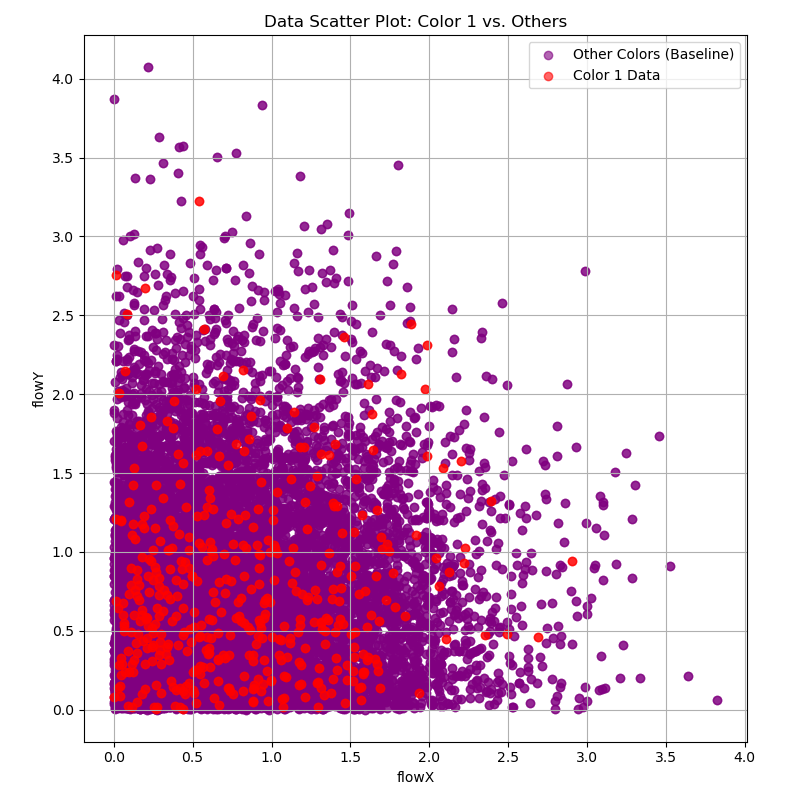 Data Scatter Plot: Color 1 vs. Others
Other Colors (Baseline)
Color 1 Data
4.0
3.5
3.0
2.5
2.0
1.5
1.0
0.5
0.0
flowY
0.0 0.5 1.0 1.5 2.0 2.5 3.0 3.5 4.0
flowX